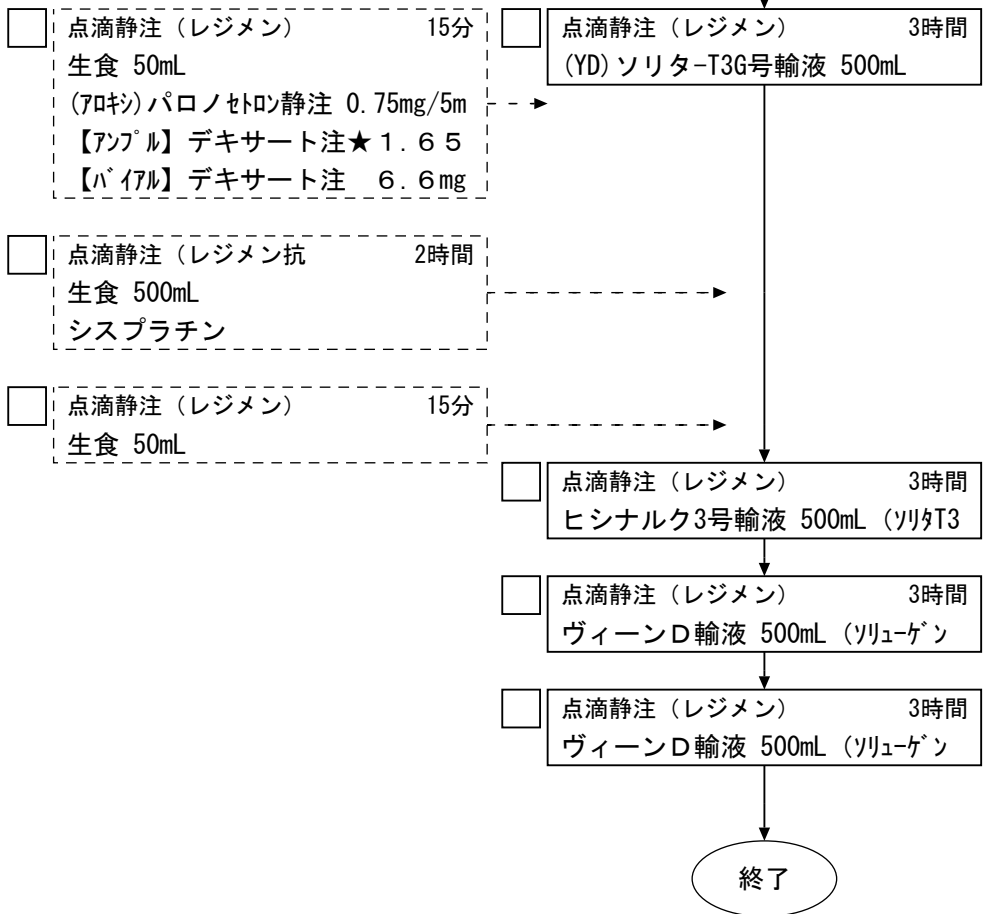 点滴静注（レジメン） 15分
生食 50mL
(ｱﾛｷｼ)パロノｾﾄﾛﾝ静注 0.75mg/5m
【ｱﾝﾌﾟﾙ】デキサート注★１．６５
【ﾊﾞｲｱﾙ】デキサート注　６．６mg
点滴静注（レジメン） 3時間
(YD)ソリタ-T3G号輸液 500mL
点滴静注（レジメン抗 2時間
生食 500mL
シスプラチン
点滴静注（レジメン） 15分
生食 50mL
点滴静注（レジメン） 3時間
ヒシナルク3号輸液 500mL（ｿﾘﾀT3
点滴静注（レジメン） 3時間
ヴィーンＤ輸液 500mL（ｿﾘｭｰｹﾞﾝ
点滴静注（レジメン） 3時間
ヴィーンＤ輸液 500mL（ｿﾘｭｰｹﾞﾝ
終了